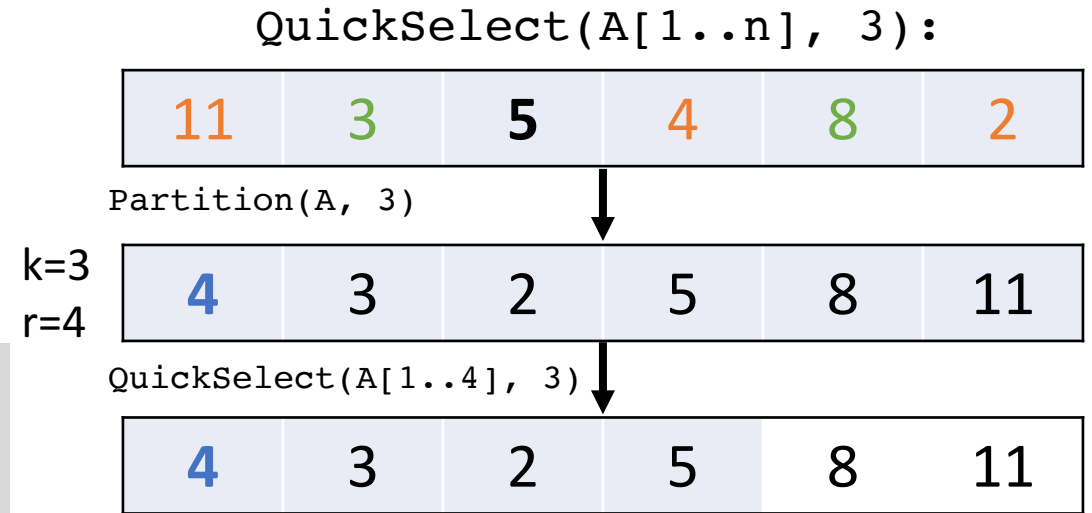 QuickSelect(A[1..n], 3):
11 3 5 4 8 2
Partition(A, 3)
k=3
r=4
4 3 2 5 8 11
QuickSelect(A[1..4], 3)
4 3 2 5 8 11